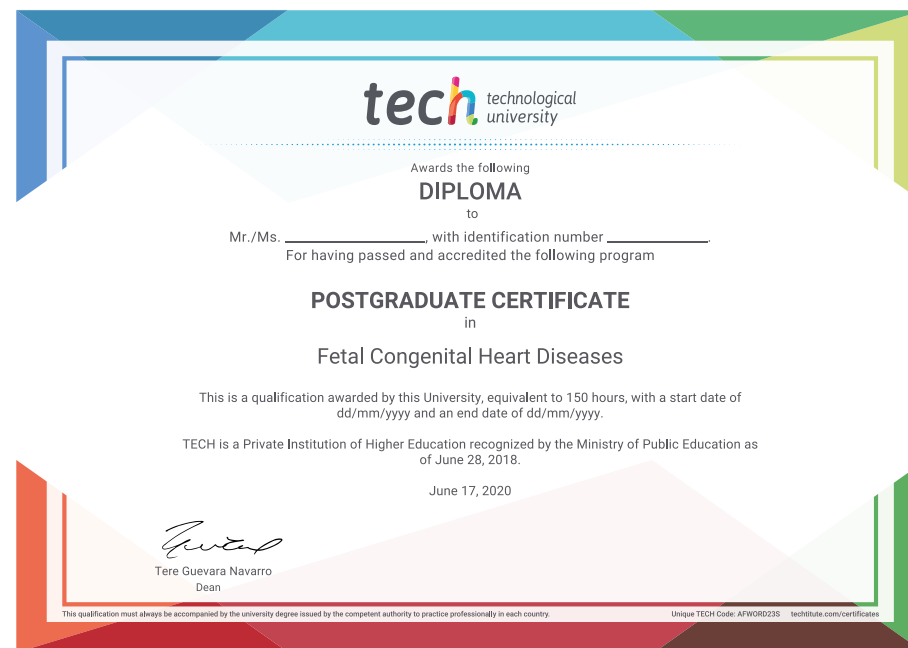 tech technological
university
Awards the following
DIPLOMA
to
Mr./Ms. ____________________, with identification number __________________.
For having passed and accredited the following program
POSTGRADUATE CERTIFICATE
in
Fetal Congenital Heart Diseases
This is a qualification awarded by this University, equivalent to 150 hours, with a start date of
dd/mm/yyyy and an end date of dd/mm/yyyy.
TECH is a Private Institution of Higher Education recognized by the Ministry of Public Education as
of June 28, 2018.
June 17, 2020
Tere Guevara Navarro
Dean
This qualification must always be accompanied by the university degree issued by the competent authority to practice professionally in each country. Unique TECH Code: AFWORD23S techtitute.com/certificates